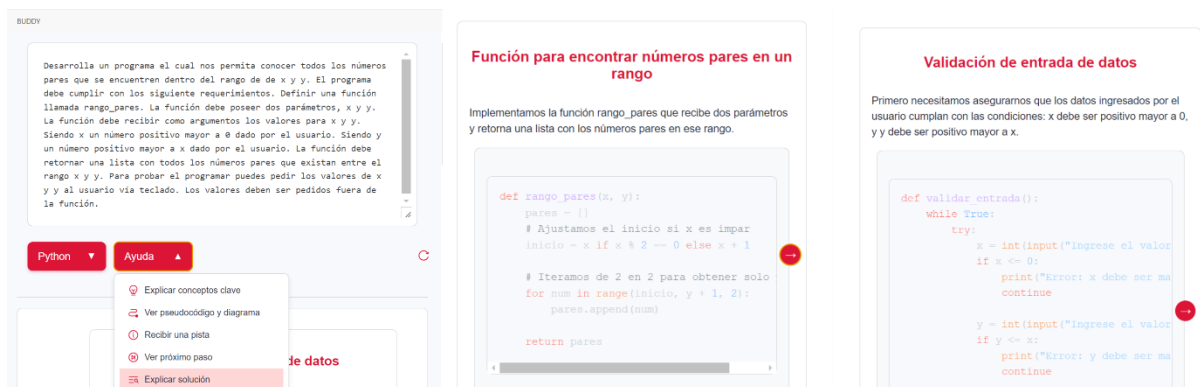 BUDDY
Desarrolla un programa el cual nos permita conocer todos los números
pares que se encuentren dentro del rango de de x y y. El programa
debe cumplir con los siguiente requerimientos. Definir una función
llamada rango_pares. La función debe poseer dos parámetros, x y y.
La función debe recibir como argumentos los valores para x y y.
Siendo x un número positivo mayor a 0 dado por el usuario. Siendo y
un número positivo mayor a x dado por el usuario. La función debe
retornar una lista con todos los números pares que existan entre el
rango x y y. Para probar el programar puedes pedir los valores de x
y y al usuario vía teclado. Los valores deben ser pedidos fuera de
la función.
Python
Ayuda
Explicar conceptos clave
Ver pseudocódigo y diagrama
Recibir una pista
Ver próximo paso
Explicar solución
de datos
Función para encontrar números pares en un
rango
Implementamos la función rango_pares que recibe dos parámetros
y retorna una lista con los números pares en ese rango.
def rango_pares(x, y):
pares = []
# Ajustamos el inicio si x es impar
inicio = x if x % 2 == 0 else x + 1
# Iteramos de 2 en 2 para obtener solo
for num in range(inicio, y + 1, 2):
pares.append(num)
return pares
Validación de entrada de datos
Primero necesitamos asegurarnos que los datos ingresados por el
usuario cumplan con las condiciones: x debe ser positivo mayor a 0,
y y debe ser positivo mayor a x.
def validar_entrada():
while True:
try:
x = int(input("Ingrese el valor
if x <= 0:
print("Error: x debe ser ma
continue
y = int(input("Ingrese el valor
if y <= x:
print("Error: y debe ser ma
continue